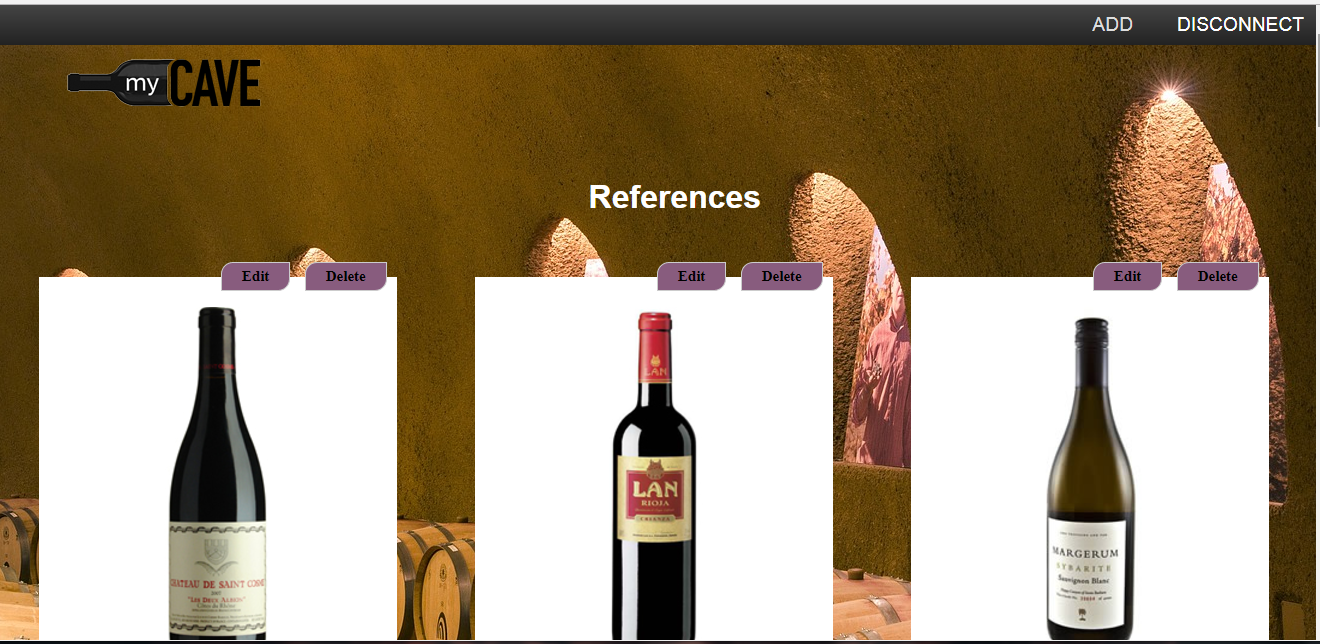 ADD DISCONNECT
my CAVE
References
Edit Delete Edit Delete Edit Delete
LAN
LAN
RIOJA
CRIANZA
CHATEAU DE SAINT COSME
"LES DEUX ALBION"
Côtes du Rhône
MARGERUM
SYBARITE
Sauvignon Blanc